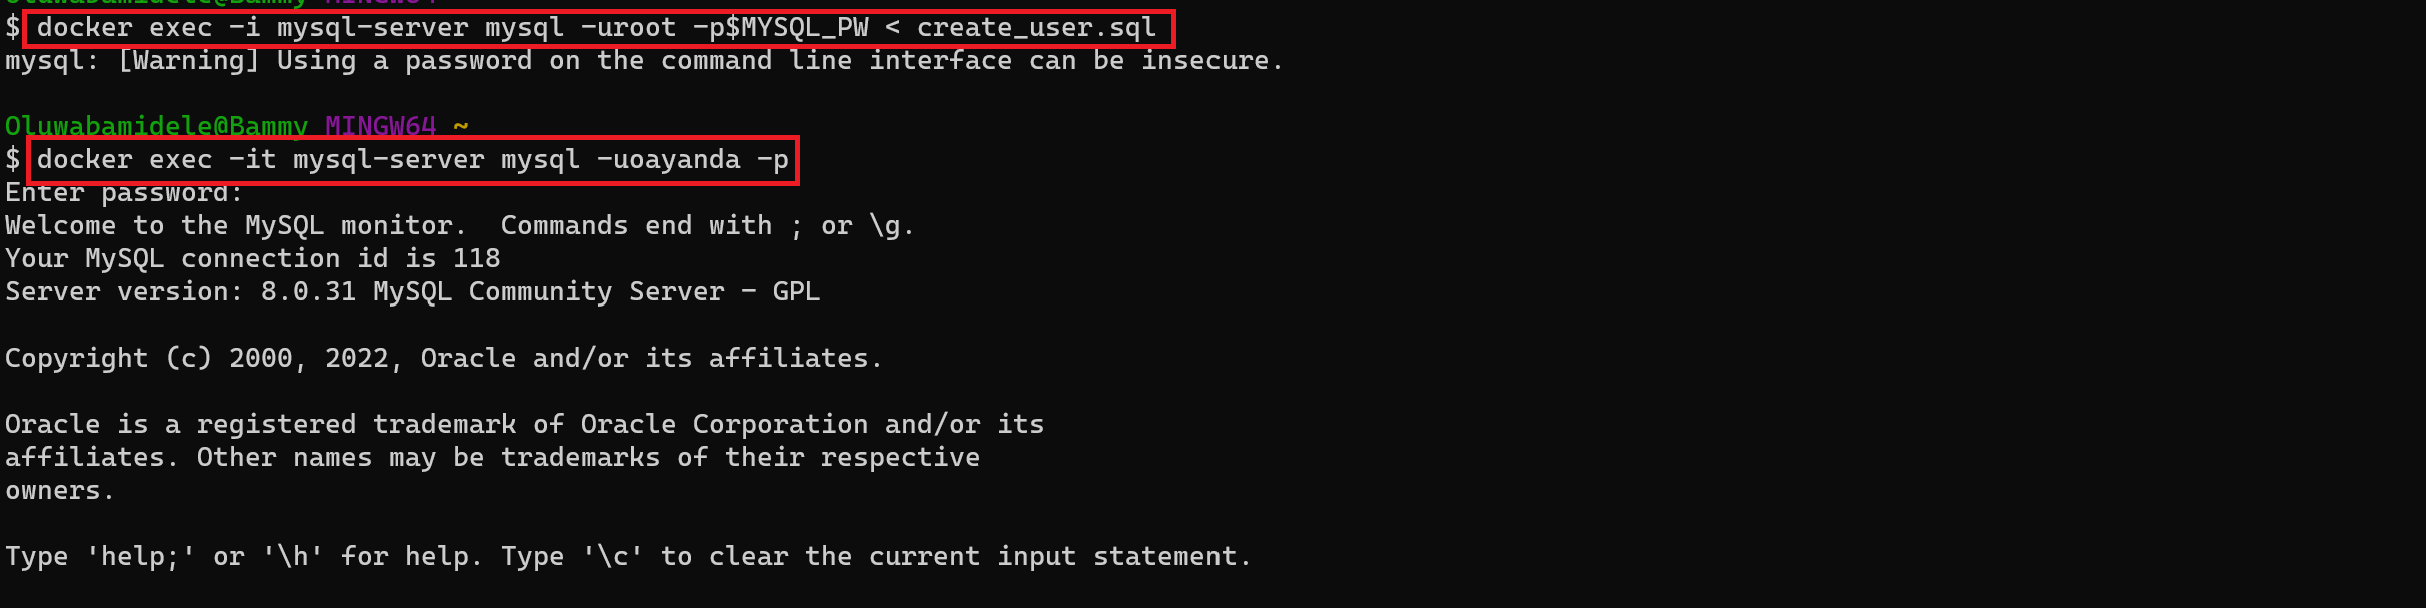 Oluwabamidele@Bammy MINGW64
$ docker exec -i mysql-server mysql -uroot -p$MYSQL_PW < create_user.sql
mysql: [Warning] Using a password on the command line interface can be insecure.
Oluwabamidele@Bammy MINGW64 ~
$ docker exec -it mysql-server mysql -uoayanda -p
Enter password:
Welcome to the MySQL monitor.  Commands end with ; or \g.
Your MySQL connection id is 118
Server version: 8.0.31 MySQL Community Server - GPL
Copyright (c) 2000, 2022, Oracle and/or its affiliates.
Oracle is a registered trademark of Oracle Corporation and/or its
affiliates. Other names may be trademarks of their respective
owners.
Type 'help;' or '\h' for help. Type '\c' to clear the current input statement.